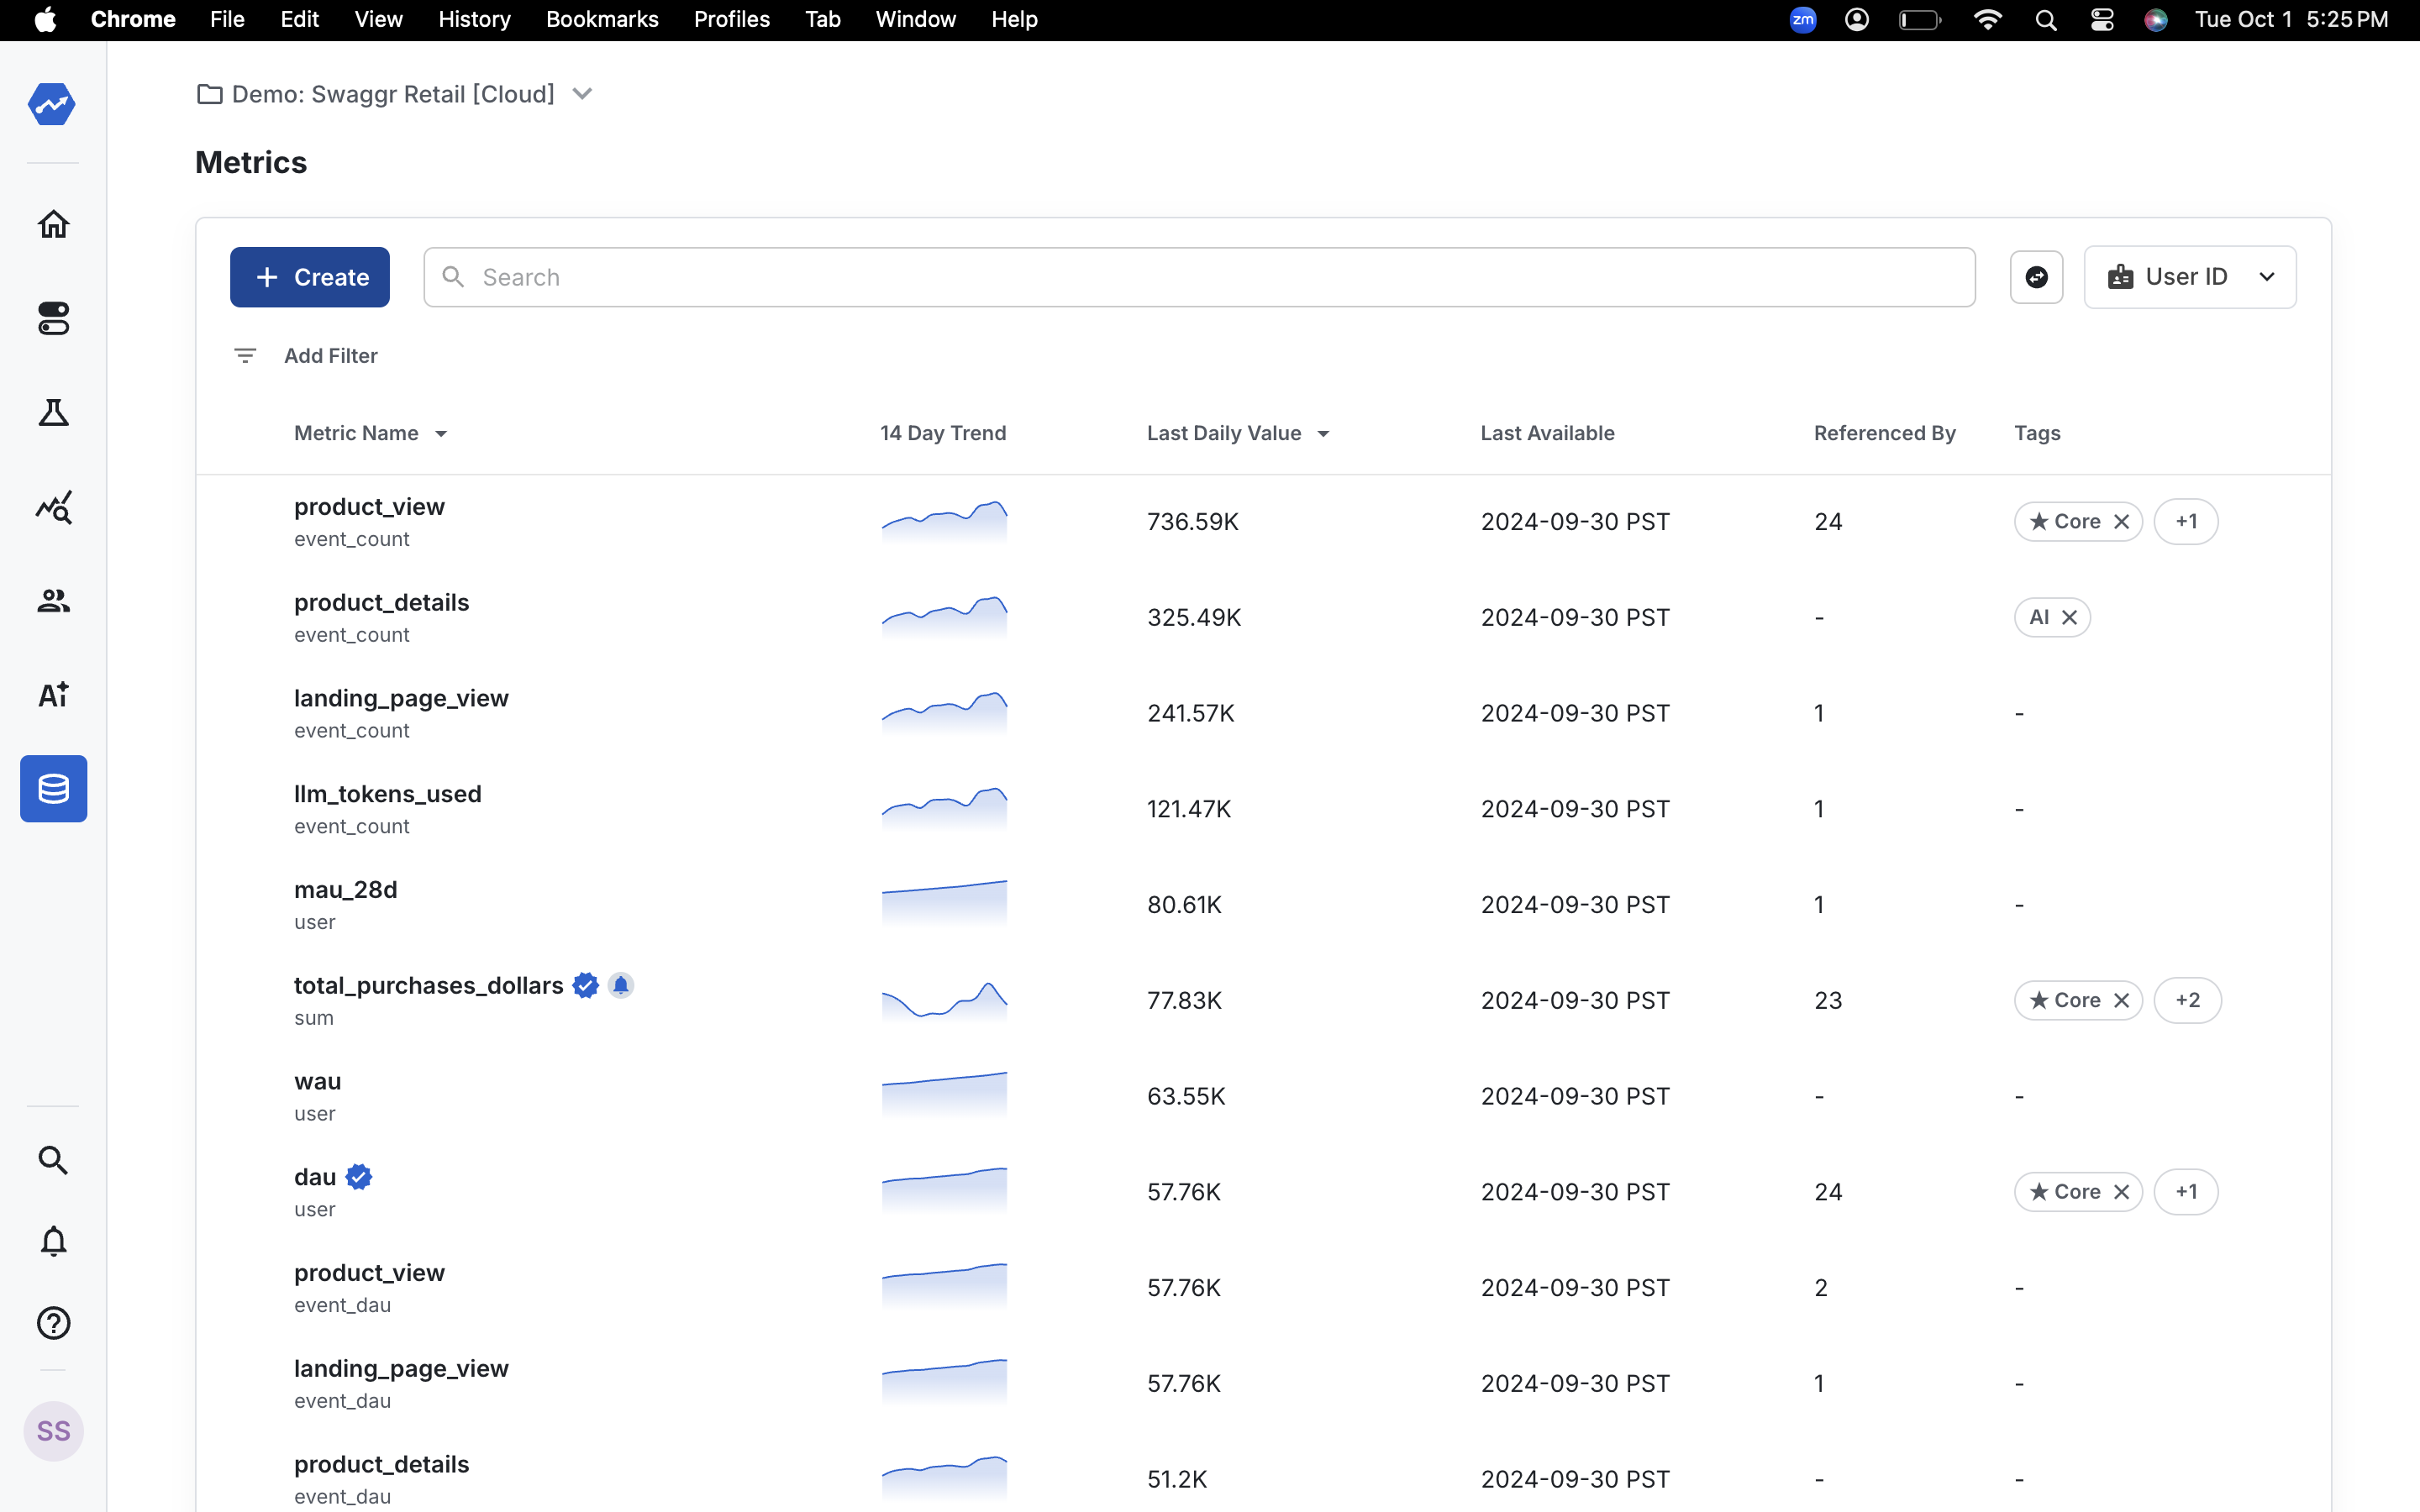 Chrome File Edit View History Bookmarks Profiles Tab Window Help zm Tue Oct 1 5:25 PM
Demo: Swaggr Retail [Cloud]
Metrics
+ Create Search User ID
Add Filter
Metric Name 14 Day Trend Last Daily Value Last Available Referenced By Tags
product_view 736.59K 2024-09-30 PST 24 ★ Core +1
event_count
product_details 325.49K 2024-09-30 PST - AI
event_count
landing_page_view 241.57K 2024-09-30 PST 1 -
event_count
llm_tokens_used 121.47K 2024-09-30 PST 1 -
event_count
mau_28d 80.61K 2024-09-30 PST 1 -
user
total_purchases_dollars 77.83K 2024-09-30 PST 23 ★ Core +2
sum
wau 63.55K 2024-09-30 PST - -
user
dau 57.76K 2024-09-30 PST 24 ★ Core +1
user
product_view 57.76K 2024-09-30 PST 2 -
event_dau
landing_page_view 57.76K 2024-09-30 PST 1 -
event_dau
product_details 51.2K 2024-09-30 PST - -
event_dau
Ai
SS